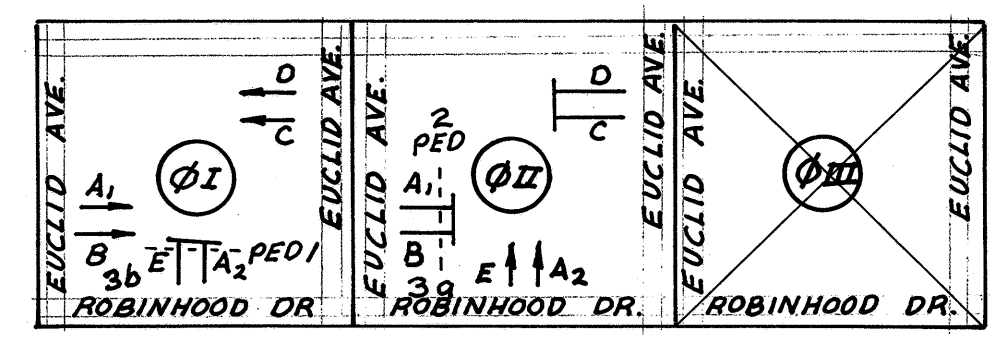 EUCLID AVE.
D
C
ØI
A1
B
3b
E
A2
PED 1
EUCLID AVE.
ROBINHOOD DR
EUCLID AVE.
2
PED
D
C
ØII
A1
B
3a
E
A2
EUCLID AVE.
ROBINHOOD DR.
EUCLID AVE.
ØIII
EUCLID AVE.
ROBINHOOD DR.